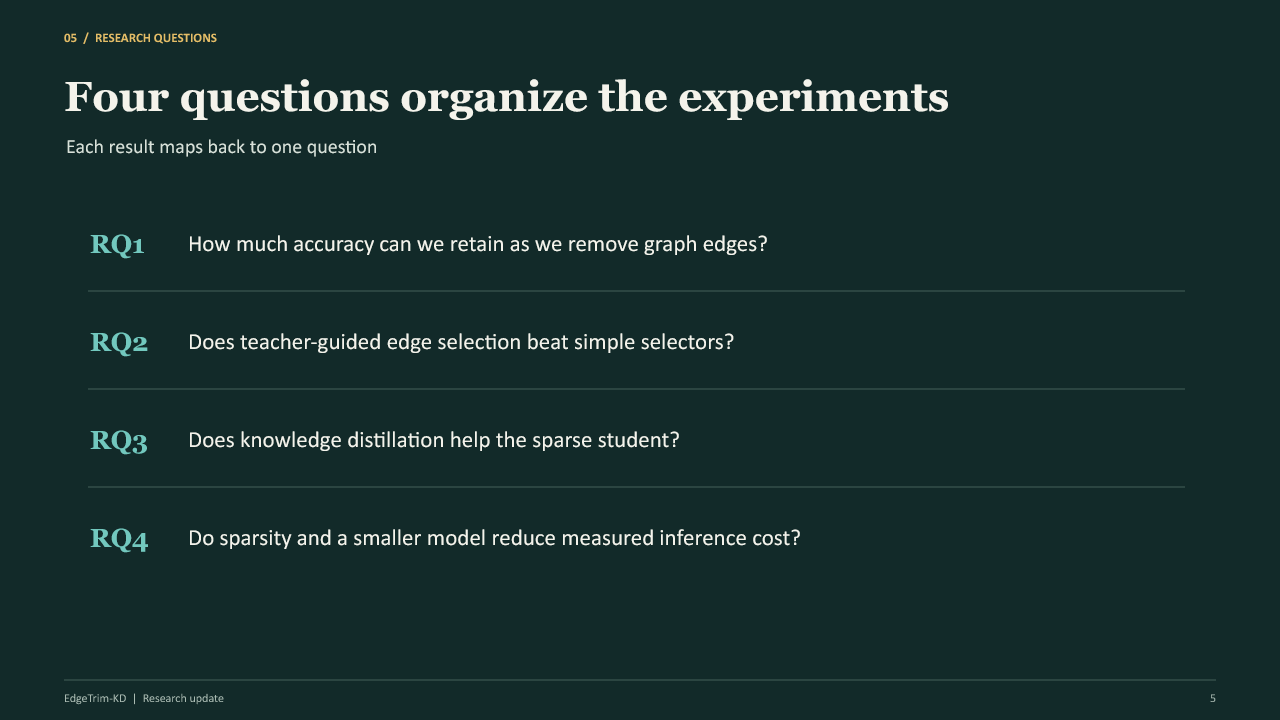 05 / RESEARCH QUESTIONS
Four questions organize the experiments
Each result maps back to one question
RQ1 How much accuracy can we retain as we remove graph edges?
RQ2 Does teacher-guided edge selection beat simple selectors?
RQ3 Does knowledge distillation help the sparse student?
RQ4 Do sparsity and a smaller model reduce measured inference cost?
EdgeTrim-KD | Research update 5